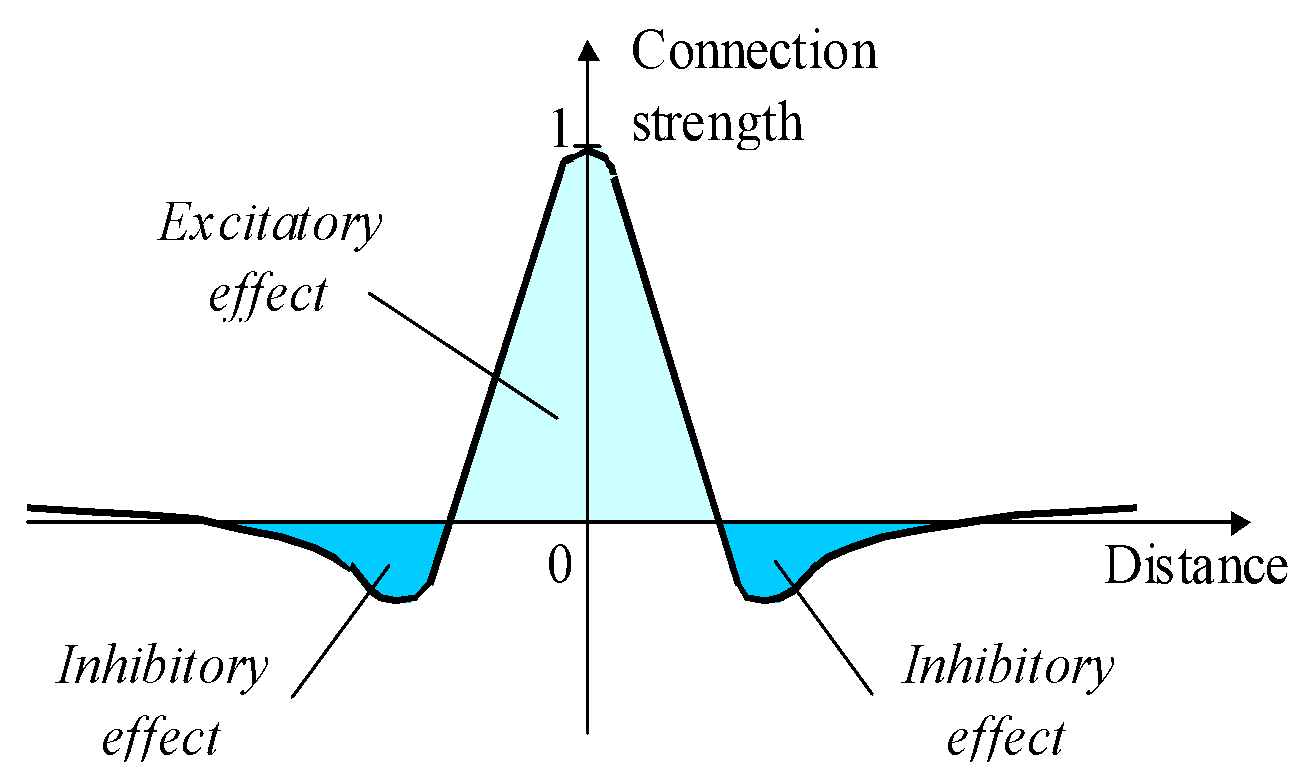 Connection
strength
1
Excitatory
effect
0
Distance
Inhibitory
effect
Inhibitory
effect